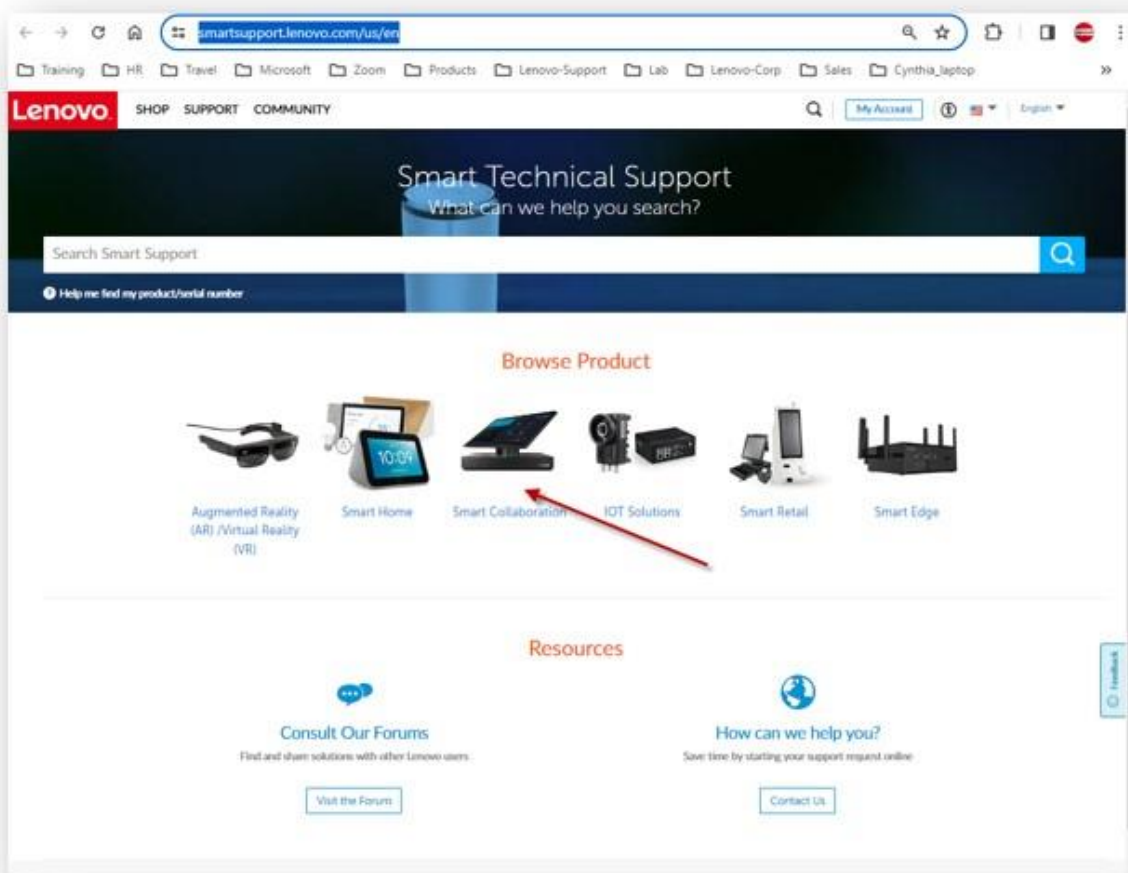 smartsupport.lenovo.com/us/en
Training HR Travel Microsoft Zoom Products Lenovo-Support Lab Lenovo-Corp Sales Cynthia_laptop »
Lenovo. SHOP SUPPORT COMMUNITY My Account English
Smart Technical Support
What can we help you search?
Search Smart Support
Help me find my product/serial number
Browse Product
10:09
Augmented Reality (AR) /Virtual Reality (VR)
Smart Home
Smart Collaboration
IOT Solutions
Smart Retail
Smart Edge
Resources
Feedback
Consult Our Forums
Find and share solutions with other Lenovo users
Visit the Forum
How can we help you?
Save time by starting your support request online
Contact Us